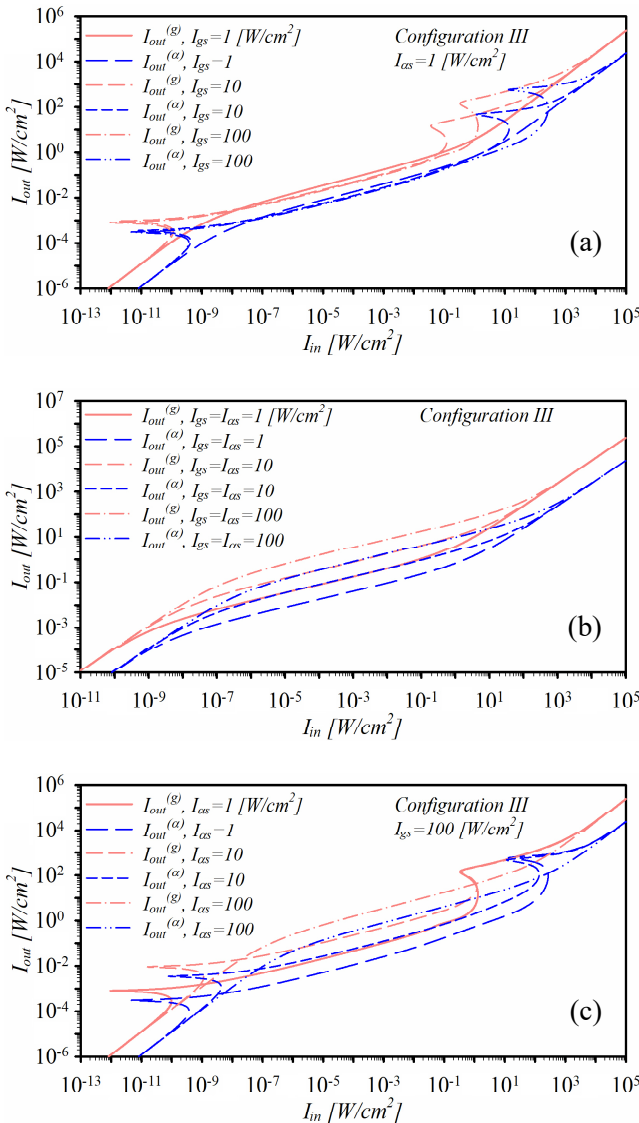 10^6
I_out^(g), I_gs=1 [W/cm^2]
Configuration III
I_out^(α), I_gs−1
I_αs=1 [W/cm^2]
10^4
I_out^(g), I_gs=10
I_out^(α), I_gs=10
10^2
I_out^(g), I_gs=100
I_out^(α), I_gs=100
10^0
10^-2
10^-4
(a)
10^-6
I_out [W/cm^2]
10^-13 10^-11 10^-9 10^-7 10^-5 10^-3 10^-1 10^1 10^3 10^5
I_in [W/cm^2]
10^7
I_out^(g), I_gs=I_αs=1 [W/cm^2]
Configuration III
I_out^(α), I_gs=I_αs=1
10^5
I_out^(g), I_gs=I_αs=10
I_out^(α), I_gs=I_αs=10
10^3
I_out^(g), I_gs=I_αs=100
I_out^(α), I_gs=I_αs=100
10^1
10^-1
10^-3
(b)
10^-5
I_out [W/cm^2]
10^-11 10^-9 10^-7 10^-5 10^-3 10^-1 10^1 10^3 10^5
I_in [W/cm^2]
10^6
I_out^(g), I_αs=1 [W/cm^2]
Configuration III
I_out^(α), I_αs−1
I_gs=100 [W/cm^2]
10^4
I_out^(g), I_αs=10
I_out^(α), I_αs=10
10^2
I_out^(g), I_αs=100
I_out^(α), I_αs=100
10^0
10^-2
10^-4
(c)
10^-6
I_out [W/cm^2]
10^-13 10^-11 10^-9 10^-7 10^-5 10^-3 10^-1 10^1 10^3 10^5
I_in [W/cm^2]